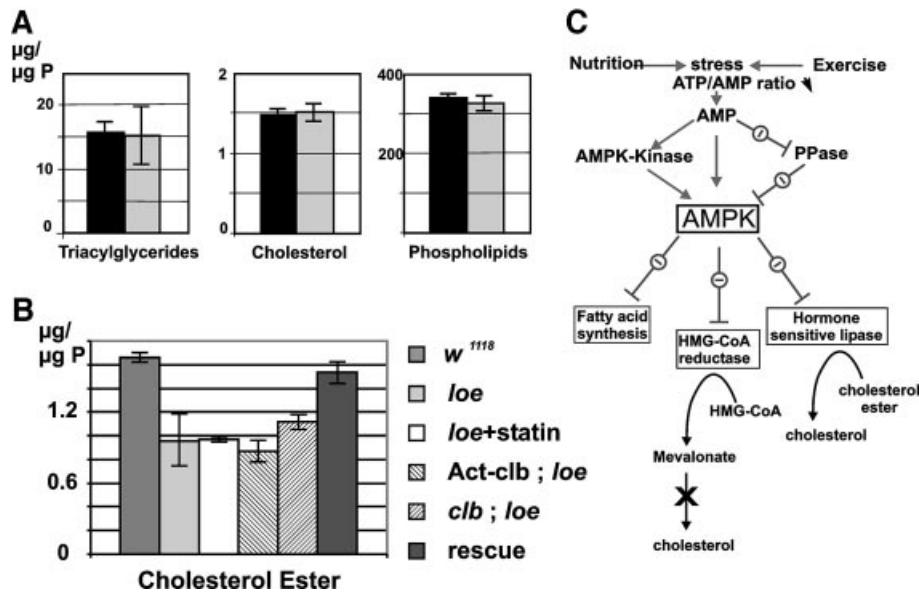 A
µg/
µg P
20
15
10
0
Triacylglycerides
2
1
0
Cholesterol
400
300
0
Phospholipids
B
µg/
µg P
1.2
0.6
0
Cholesterol Ester
w 1118
loe
loe+statin
Act-clb ; loe
clb ; loe
rescue
C
Nutrition stress Exercise
ATP/AMP ratio
AMP
AMPK-Kinase PPase
AMPK
Fatty acid
synthesis
HMG-CoA
reductase
Hormone
sensitive lipase
HMG-CoA
Mevalonate
cholesterol
cholesterol
ester
cholesterol